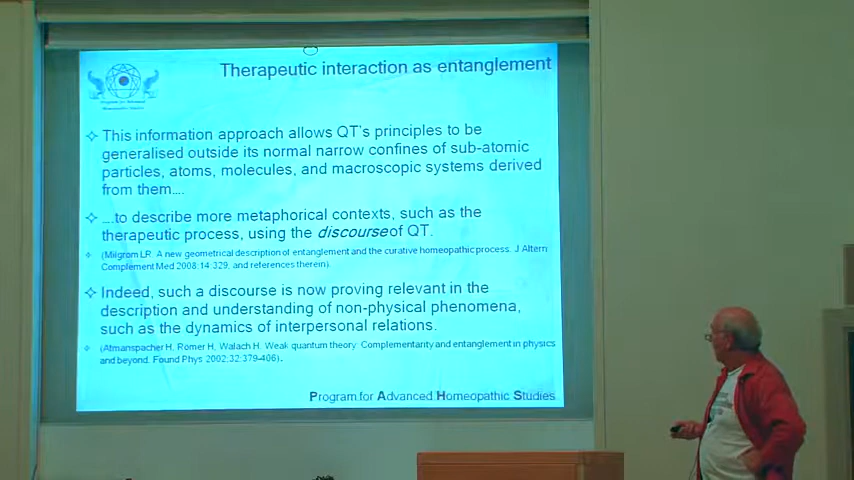 Therapeutic interaction as entanglement
This information approach allows QT's principles to be
generalised outside its normal narrow confines of sub-atomic
particles, atoms, molecules, and macroscopic systems derived
from them....
....to describe more metaphorical contexts, such as the
therapeutic process, using the discourse of QT.
(Milgrom LR. A new geometrical description of entanglement and the curative homeopathic process. J Altern
Complement Med 2008;14:329, and references therein).
Indeed, such a discourse is now proving relevant in the
description and understanding of non-physical phenomena,
such as the dynamics of interpersonal relations.
(Atmanspacher H, Romer H, Walach H. Weak quantum theory: Complementarity and entanglement in physics
and beyond. Found Phys 2002;32:379-406).
Program for Advanced Homeopathic Studies